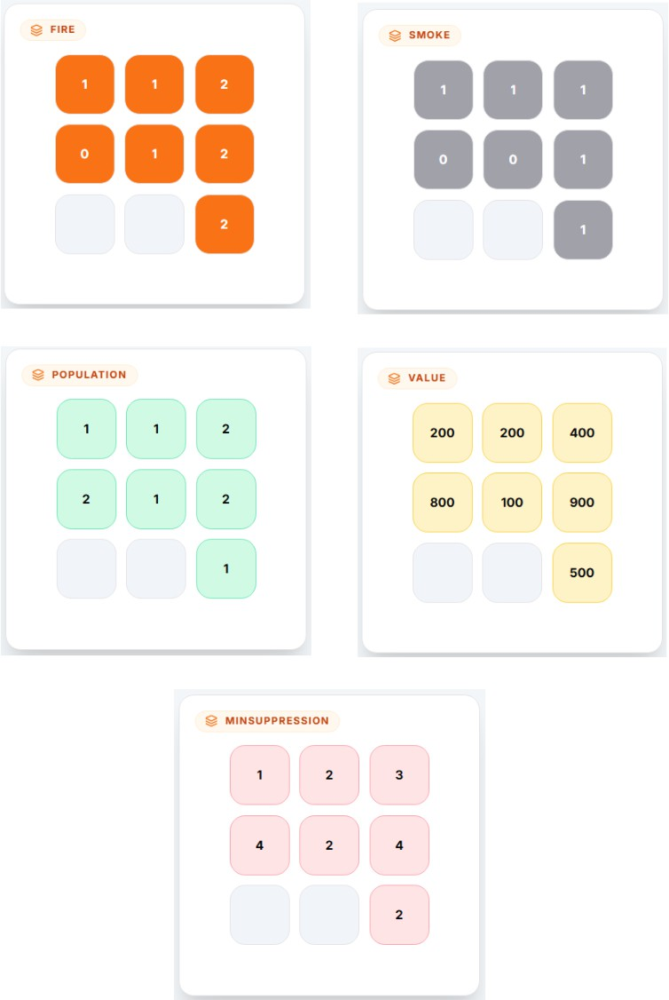 FIRE
1 1 2
0 1 2
2
SMOKE
1 1 1
0 0 1
1
POPULATION
1 1 2
2 1 2
1
VALUE
200 200 400
800 100 900
500
MINSUPPRESSION
1 2 3
4 2 4
2